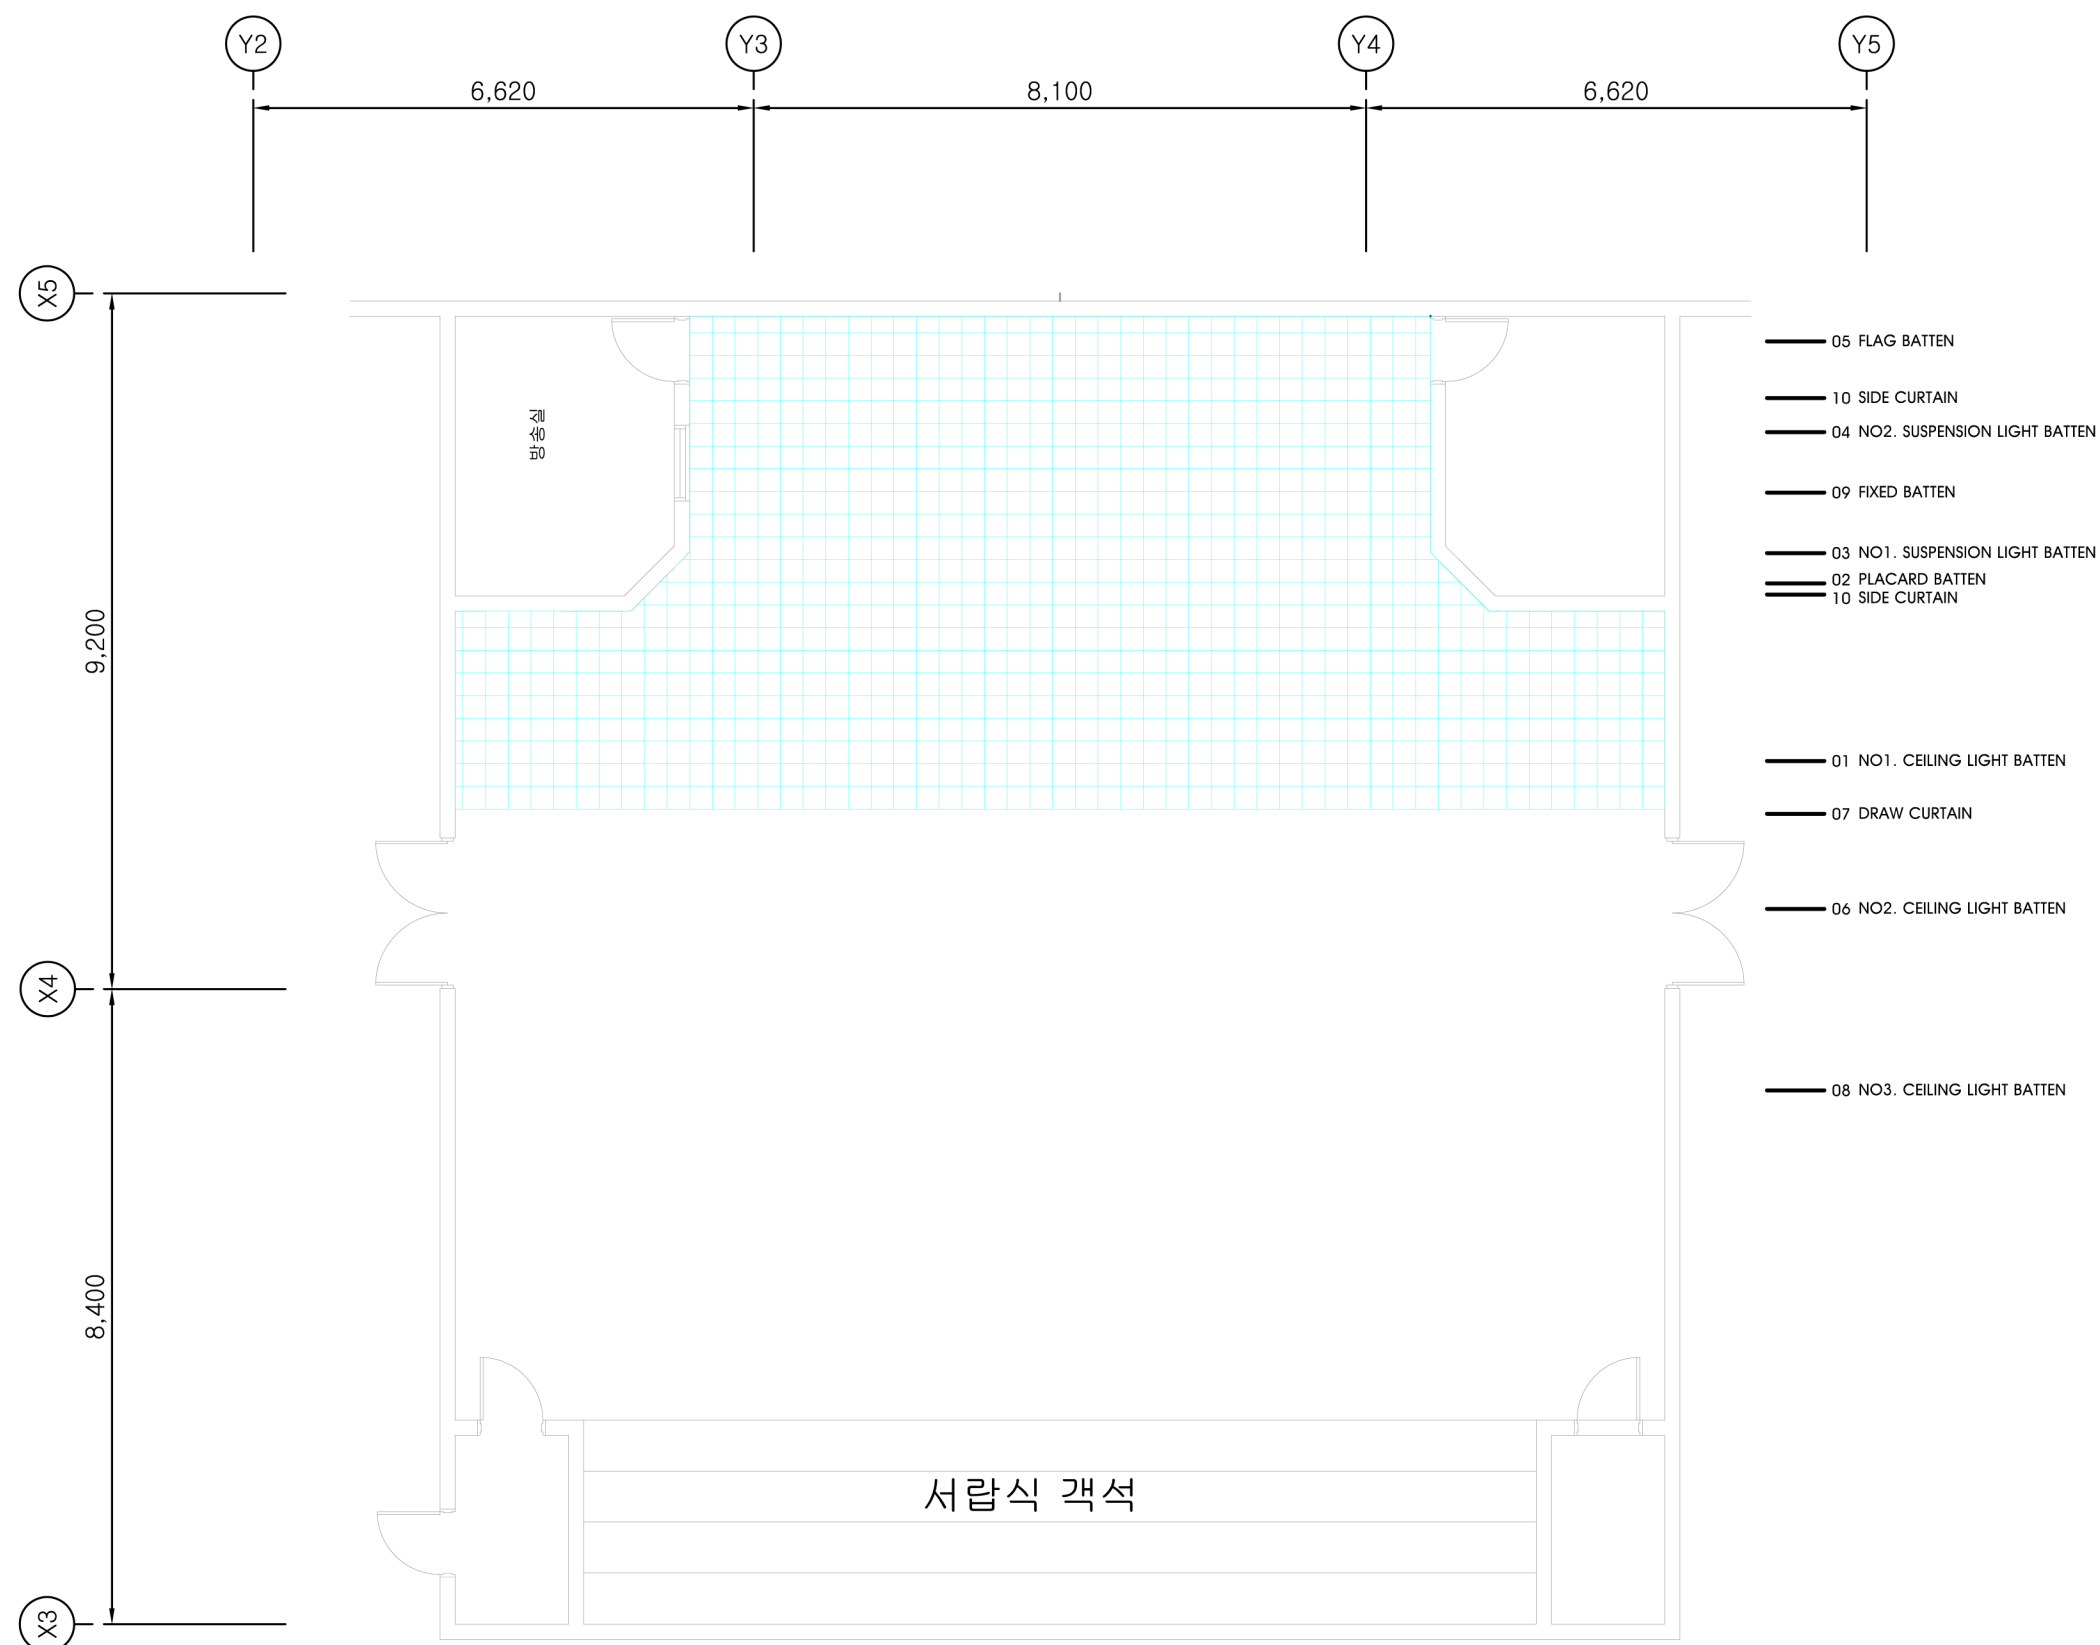 Y2
Y3
Y4
Y5
6,620
8,100
6,620
X5
05 FLAG BATTEN
10 SIDE CURTAIN
방송실
04 NO2. SUSPENSION LIGHT BATTEN
09 FIXED BATTEN
03 NO1. SUSPENSION LIGHT BATTEN
02 PLACARD BATTEN
10 SIDE CURTAIN
9,200
01 NO1. CEILING LIGHT BATTEN
07 DRAW CURTAIN
06 NO2. CEILING LIGHT BATTEN
X4
08 NO3. CEILING LIGHT BATTEN
8,400
서랍식 객석
X3